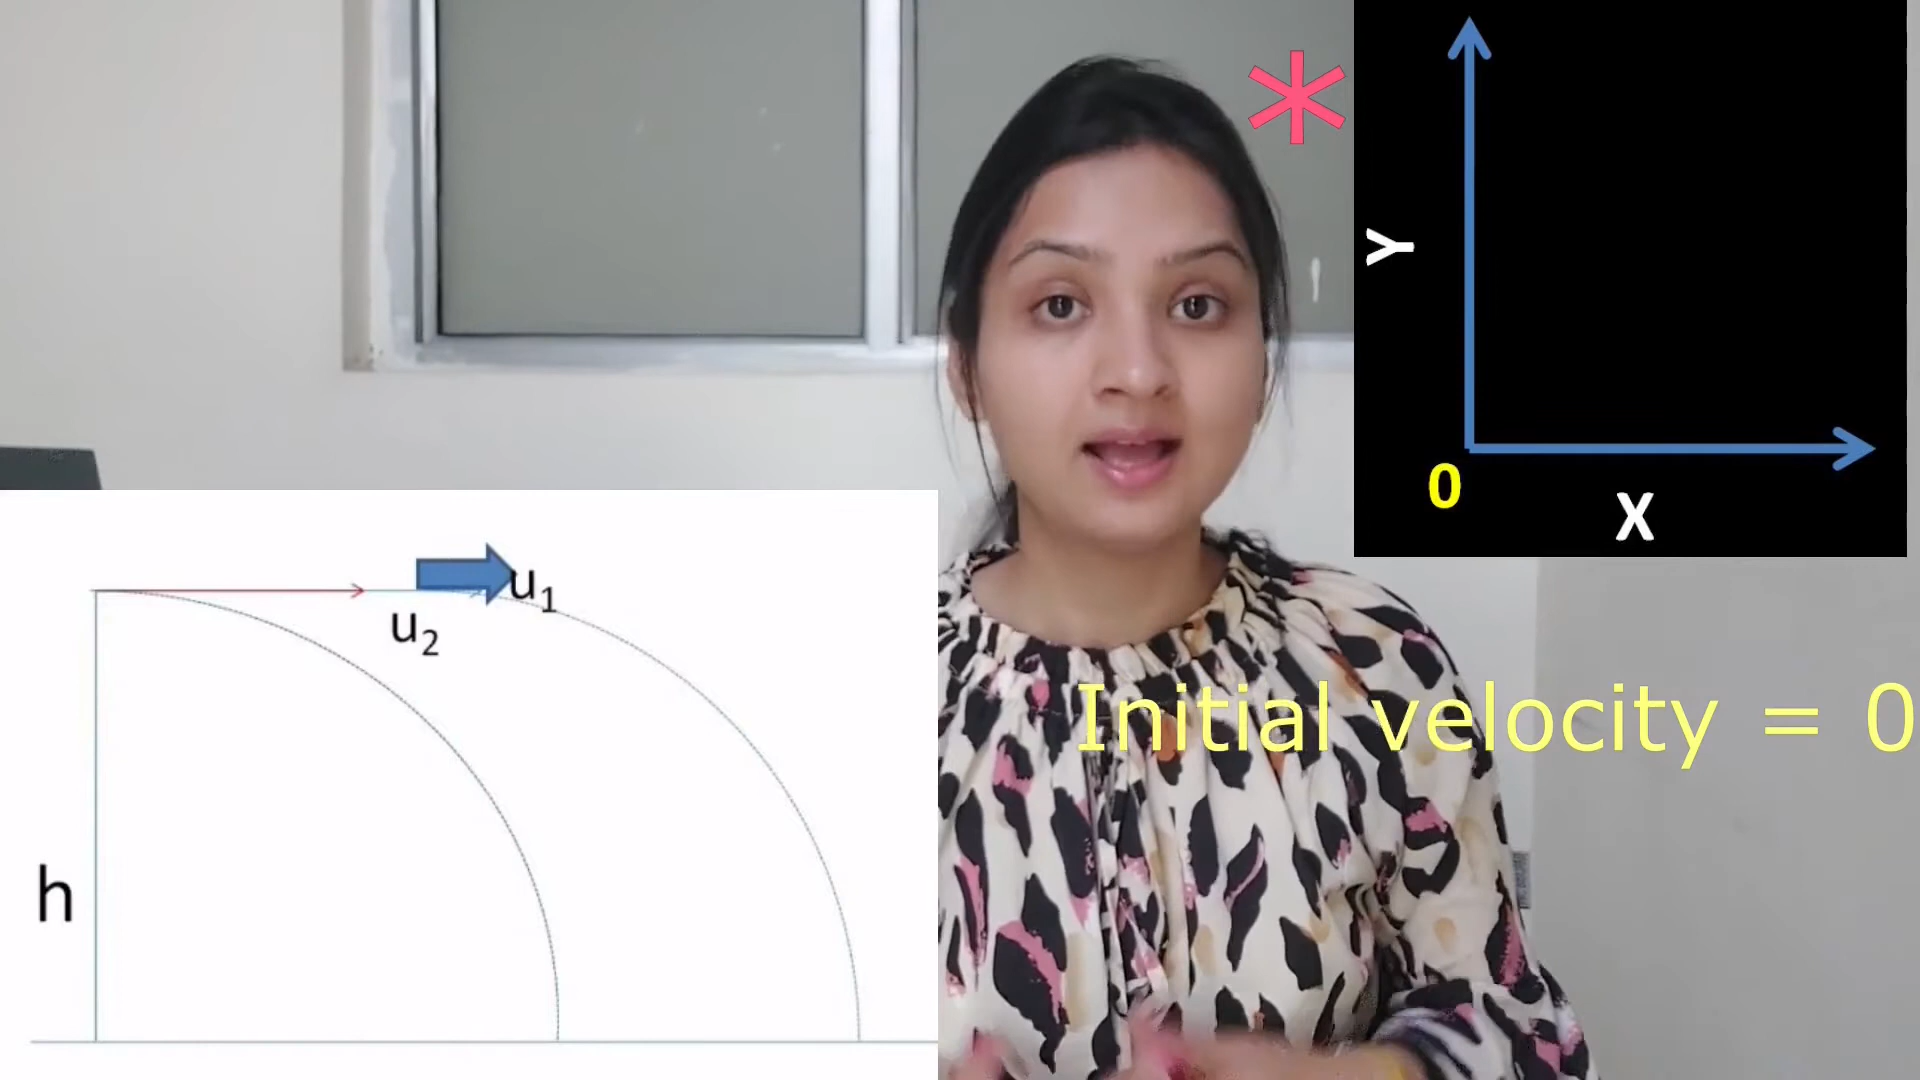 Y
0
X
u₁
u₂
h
Initial velocity = 0